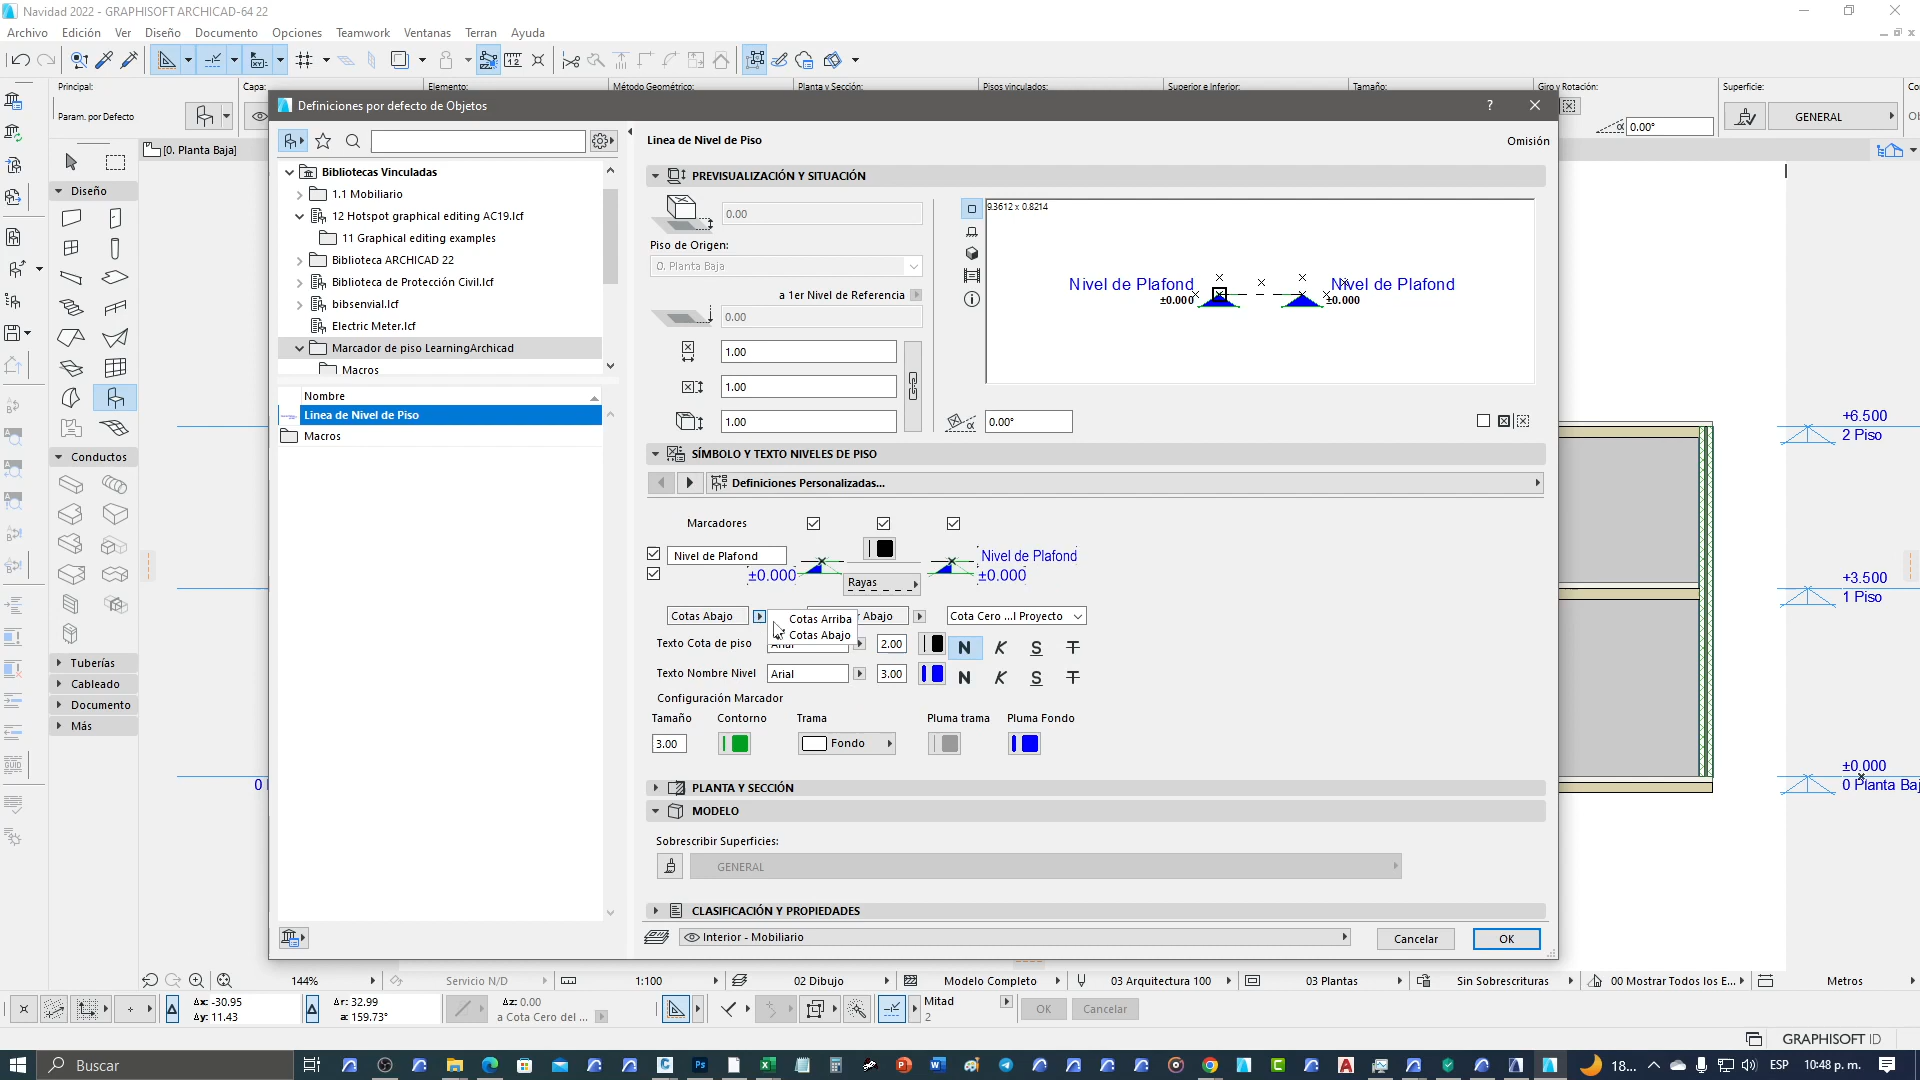 Navidad 2022 - GRAPHISOFT ARCHICAD-64 22
Archivo Edición Ver Diseño Documento Opciones Teamwork Ventanas Terran Ayuda
Principal: Capa: Elemento: Método Geométrico: Planta y Sección: Pisos vinculados: Superior e Inferior: Tamaño: Giro y Rotación: Superficie:
Param. por Defecto
0.00°
GENERAL
[0. Planta Baja]
Definiciones por defecto de Objetos
Linea de Nivel de Piso
Omisión
Bibliotecas Vinculadas
1.1 Mobiliario
12 Hotspot graphical editing AC19.lcf
11 Graphical editing examples
Biblioteca ARCHICAD 22
Biblioteca de Protección Civil.lcf
bibsenvial.lcf
Electric Meter.lcf
Marcador de piso LearningArchicad
Macros
Nombre
Linea de Nivel de Piso
Macros
PREVISUALIZACIÓN Y SITUACIÓN
0.00
Piso de Origen:
0. Planta Baja
a 1er Nivel de Referencia
0.00
1.00
1.00
1.00
9.3612 x 0.8214
Nivel de Plafond
±0.000
Nivel de Plafond
±0.000
0.00°
SÍMBOLO Y TEXTO NIVELES DE PISO
Definiciones Personalizadas...
Marcadores
Nivel de Plafond
±0.000
Rayas
Nivel de Plafond
±0.000
Cotas Abajo
Cotas Arriba
Cotas Abajo
Abajo
Cota Cero ...l Proyecto
Texto Cota de piso
2.00
N K S T
Texto Nombre Nivel
Arial
3.00
N K S T
Configuración Marcador
Tamaño Contorno Trama Pluma trama Pluma Fondo
3.00
Fondo
PLANTA Y SECCIÓN
MODELO
Sobrescribir Superficies:
GENERAL
CLASIFICACIÓN Y PROPIEDADES
Interior - Mobiliario
Cancelar
OK
Diseño
Conductos
Tuberías
Cableado
Documento
Más
GUID
+6.500
2 Piso
+3.500
1 Piso
±0.000
0 Planta Baj
144%
Servicio N/D
1:100
02 Dibujo
Modelo Completo
03 Arquitectura 100
03 Plantas
Sin Sobrescrituras
00 Mostrar Todos los E...
Metros
Δx: -30.95
Δy: 11.43
Δr: 32.99
a: 159.73°
Δz: 0.00
a Cota Cero del ...
Mitad
2
OK
Cancelar
GRAPHISOFT ID
Buscar
18...
ESP
10:48 p. m.